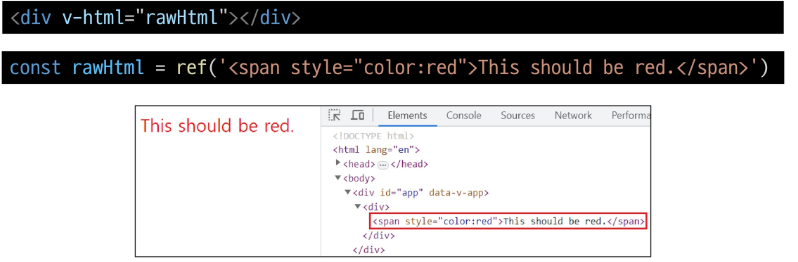 <div v-html="rawHtml"></div>
const rawHtml = ref('<span style="color:red">This should be red.</span>')
This should be red.
Elements Console Sources Network Performa
<!DOCTYPE html>
<html lang="en">
<head> ••• </head>
<body>
<div id="app" data-v-app>
<div>
<span style="color:red">This should be red.</span>
</div>
</div>